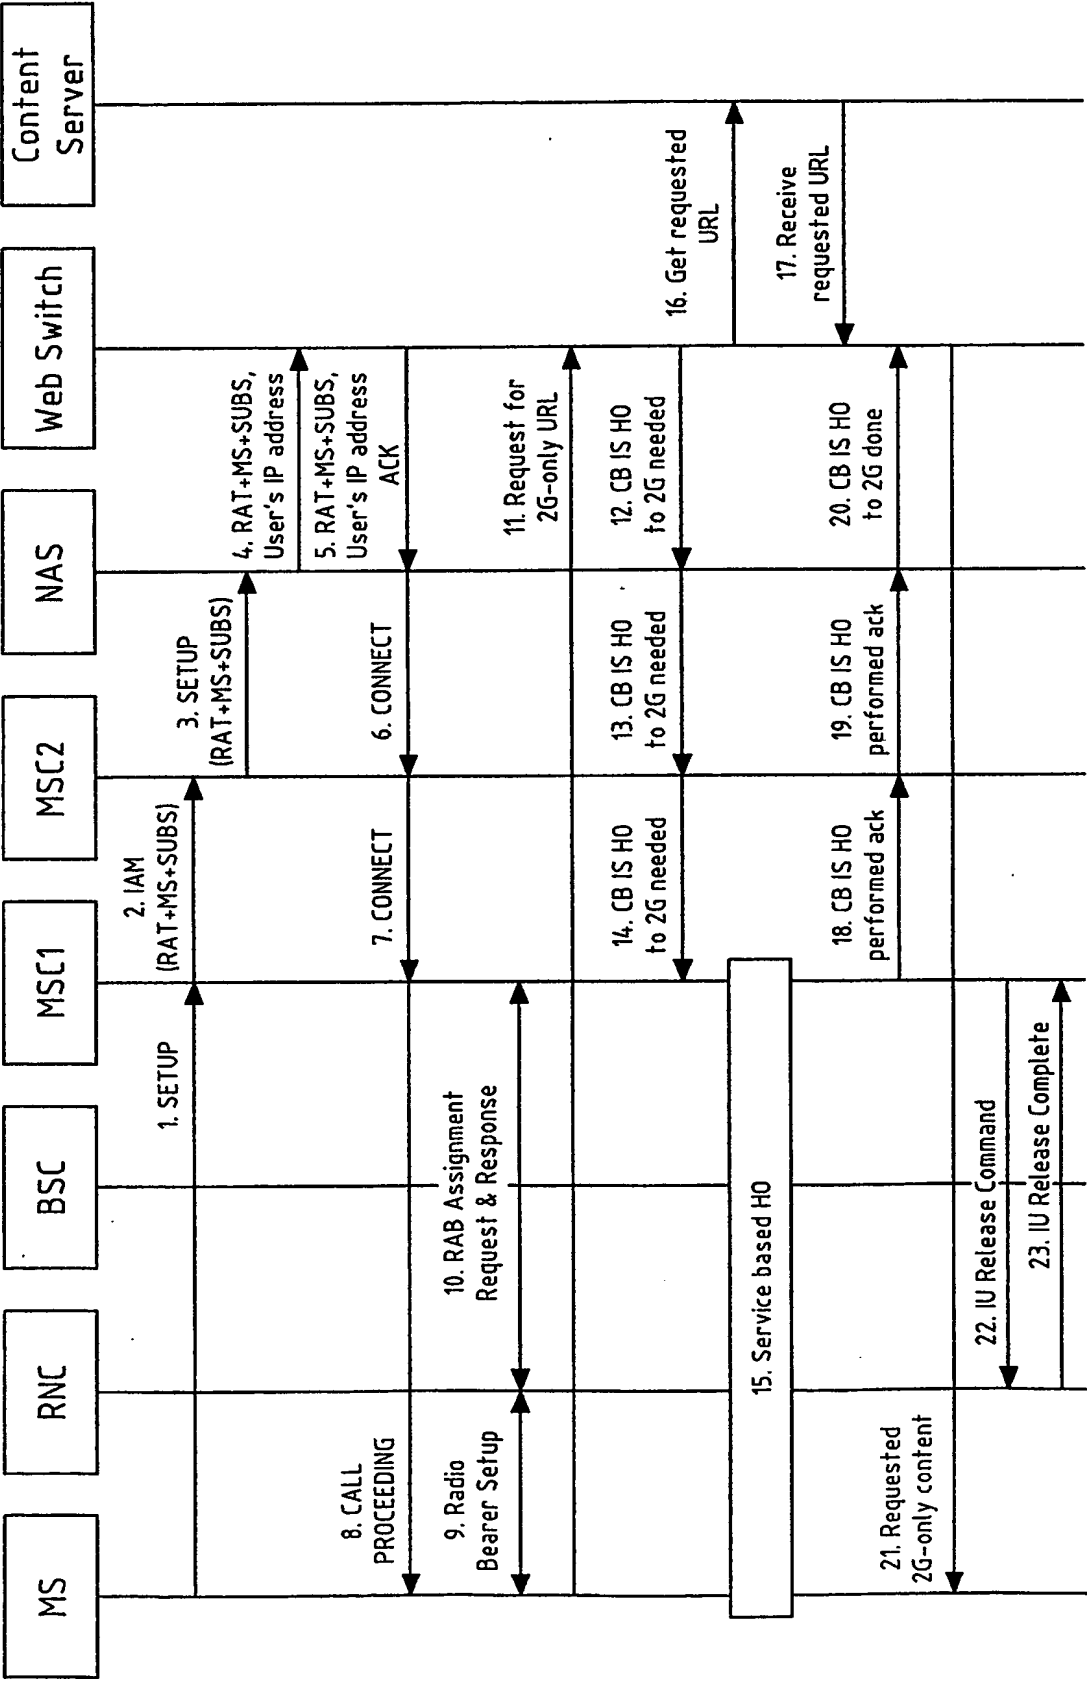 MS
RNC
BSC
MSC1
MSC2
NAS
Web Switch
Content
Server
1. SETUP
2. IAM
(RAT+MS+SUBS)
3. SETUP
(RAT+MS+SUBS)
4. RAT+MS+SUBS,
User's IP address
5. RAT+MS+SUBS,
User's IP address
ACK
6. CONNECT
7. CONNECT
8. CALL
PROCEEDING
9. Radio
Bearer Setup
10. RAB Assignment
Request & Response
11. Request for
2G-only URL
12. CB IS HO
to 2G needed
13. CB IS HO
to 2G needed
14. CB IS HO
to 2G needed
15. Service based HO
16. Get requested
URL
17. Receive
requested URL
18. CB IS HO
performed ack
19. CB IS HO
performed ack
20. CB IS HO
to 2G done
21. Requested
2G-only content
22. IU Release Command
23. IU Release Complete